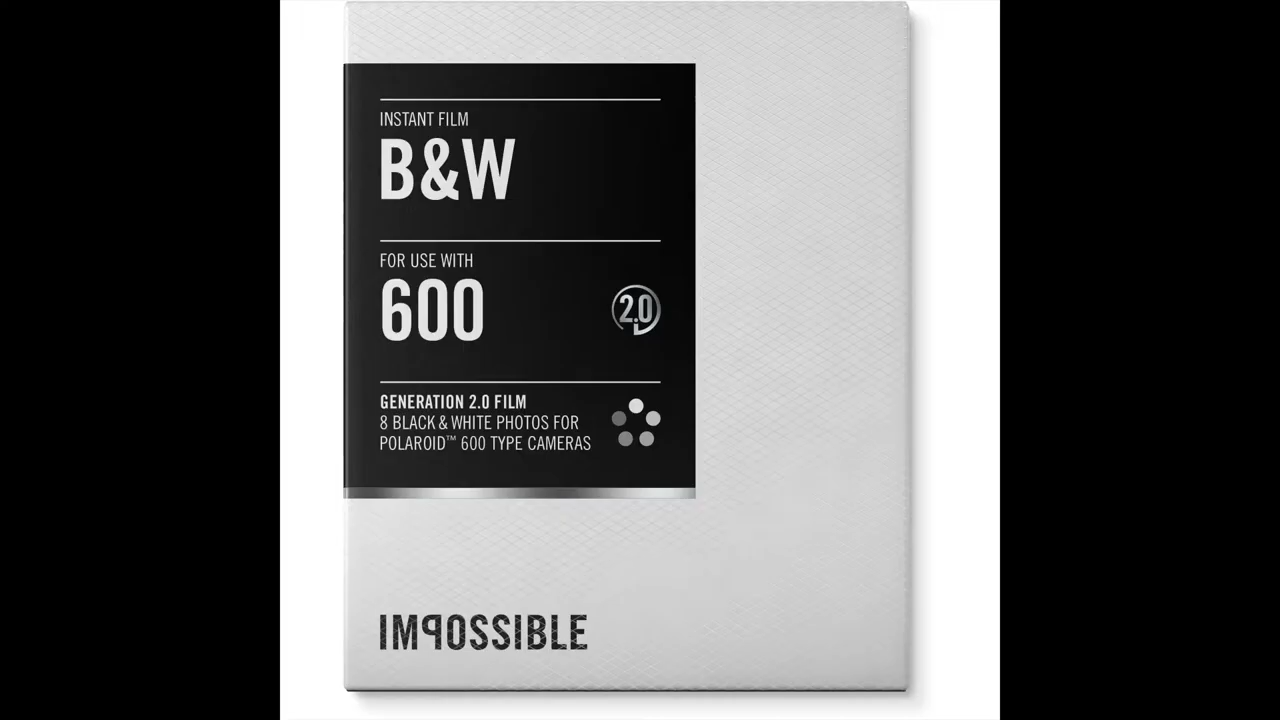 INSTANT FILM
B&W
FOR USE WITH
600
2.0
GENERATION 2.0 FILM
8 BLACK & WHITE PHOTOS FOR
POLAROID™ 600 TYPE CAMERAS
IMPOSSIBLE